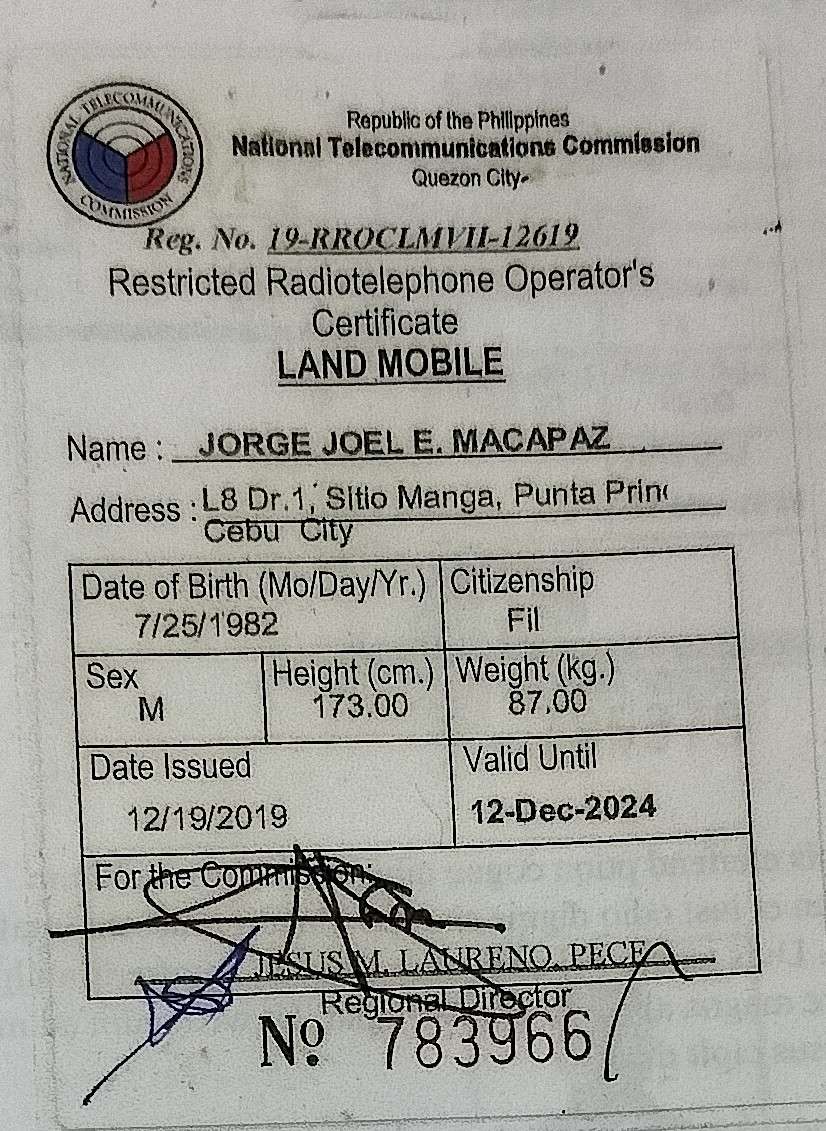 NATIONAL TELECOMMUNICATIONS COMMISSION
Republic of the Philippines
National Telecommunications Commission
Quezon City
Reg. No. 19-RROCLMVII-12619
Restricted Radiotelephone Operator's
Certificate
LAND MOBILE
Name : JORGE JOEL E. MACAPAZ
Address : L8 Dr.1, Sitio Manga, Punta Prin
Cebu City
Date of Birth (Mo/Day/Yr.) Citizenship
7/25/1982 Fil
Sex Height (cm.) Weight (kg.)
M 173.00 87.00
Date Issued Valid Until
12/19/2019 12-Dec-2024
For the Commission:
JESUS M. LAURENO, PECE
Regional Director
Nº 783966